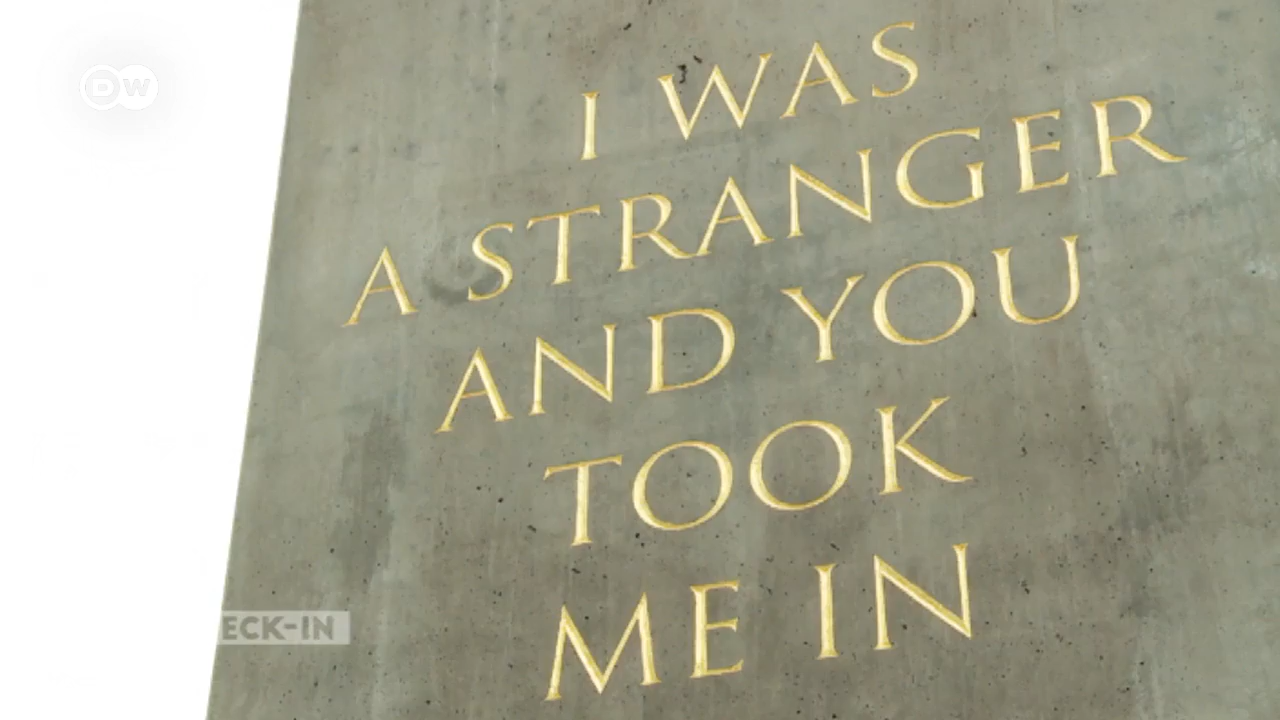 DW
I WAS
A STRANGER
AND YOU
TOOK
ME IN
ECK-IN